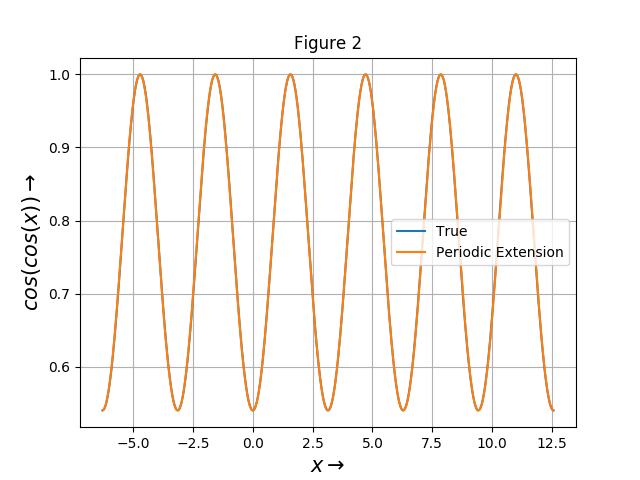 Figure 2
1.0
0.9
0.8
0.7
0.6
cos(cos(x))→
True
Periodic Extension
−5.0 −2.5 0.0 2.5 5.0 7.5 10.0 12.5
x→